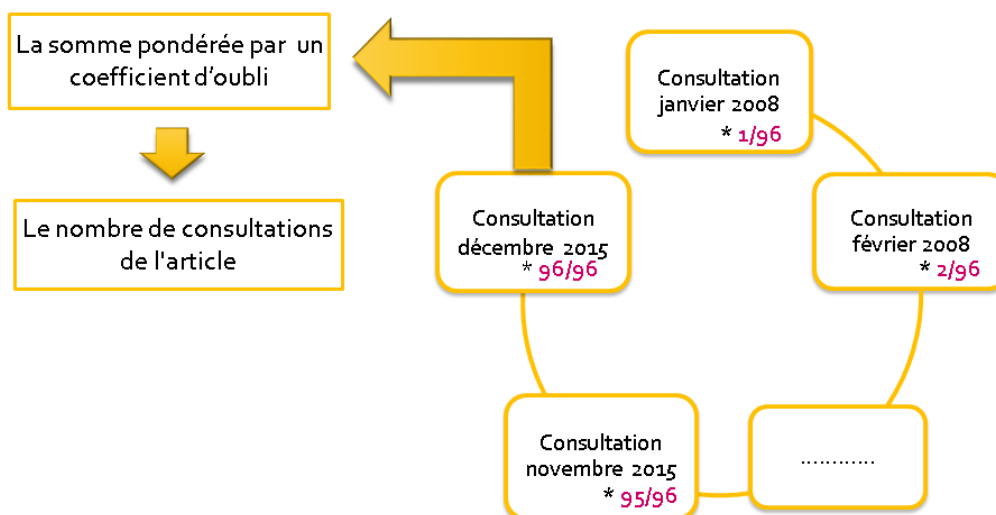 La somme pondérée par un
coefficient d'oubli
Le nombre de consultations
de l'article
Consultation
janvier 2008
* 1/96
Consultation
février 2008
* 2/96
............
Consultation
novembre 2015
* 95/96
Consultation
décembre 2015
* 96/96